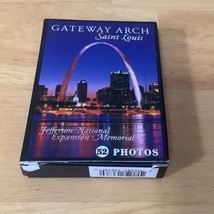 GATEWAY ARCH
Saint Louis
Jefferson National
Expansion Memorial
52 PHOTOS